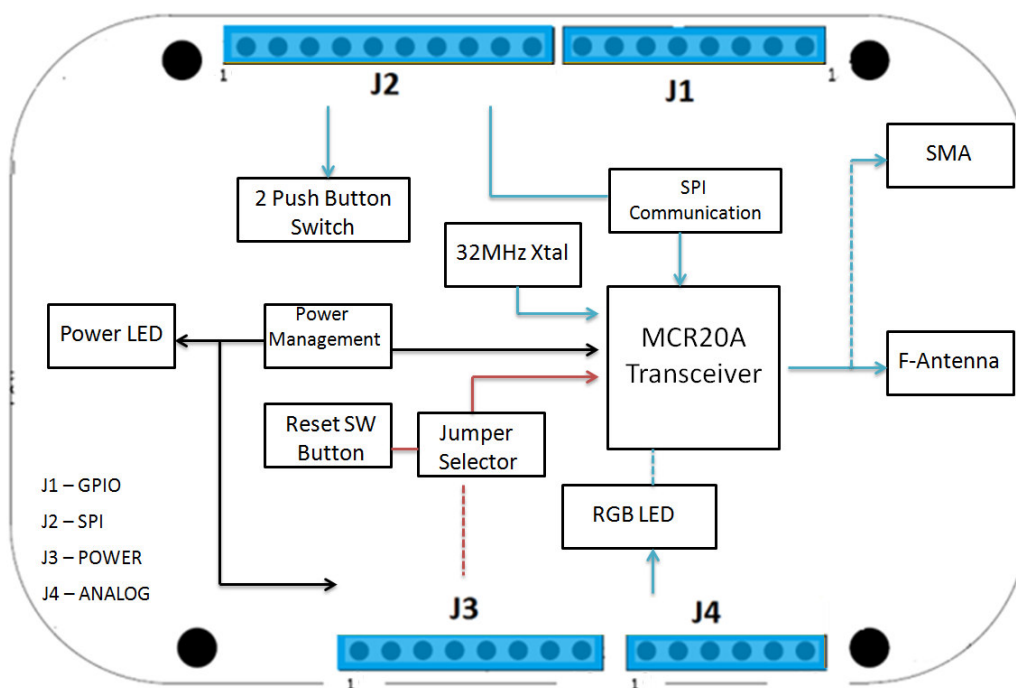 1
J2
J1
1
SMA
2 Push Button
Switch
SPI
Communication
32MHz Xtal
Power LED
Power
Management
MCR20A
Transceiver
F-Antenna
Reset SW
Button
Jumper
Selector
RGB LED
J1 – GPIO
J2 – SPI
J3 – POWER
J4 – ANALOG
J3
J4
1
1